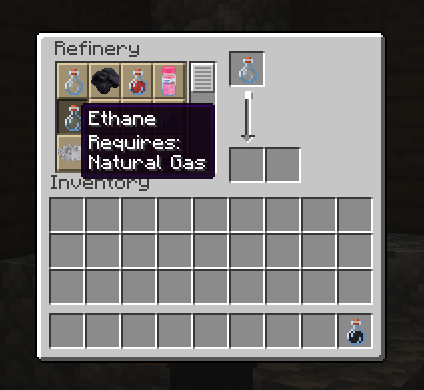 Refinery
Ethane
Requires:
Natural Gas
Inventory